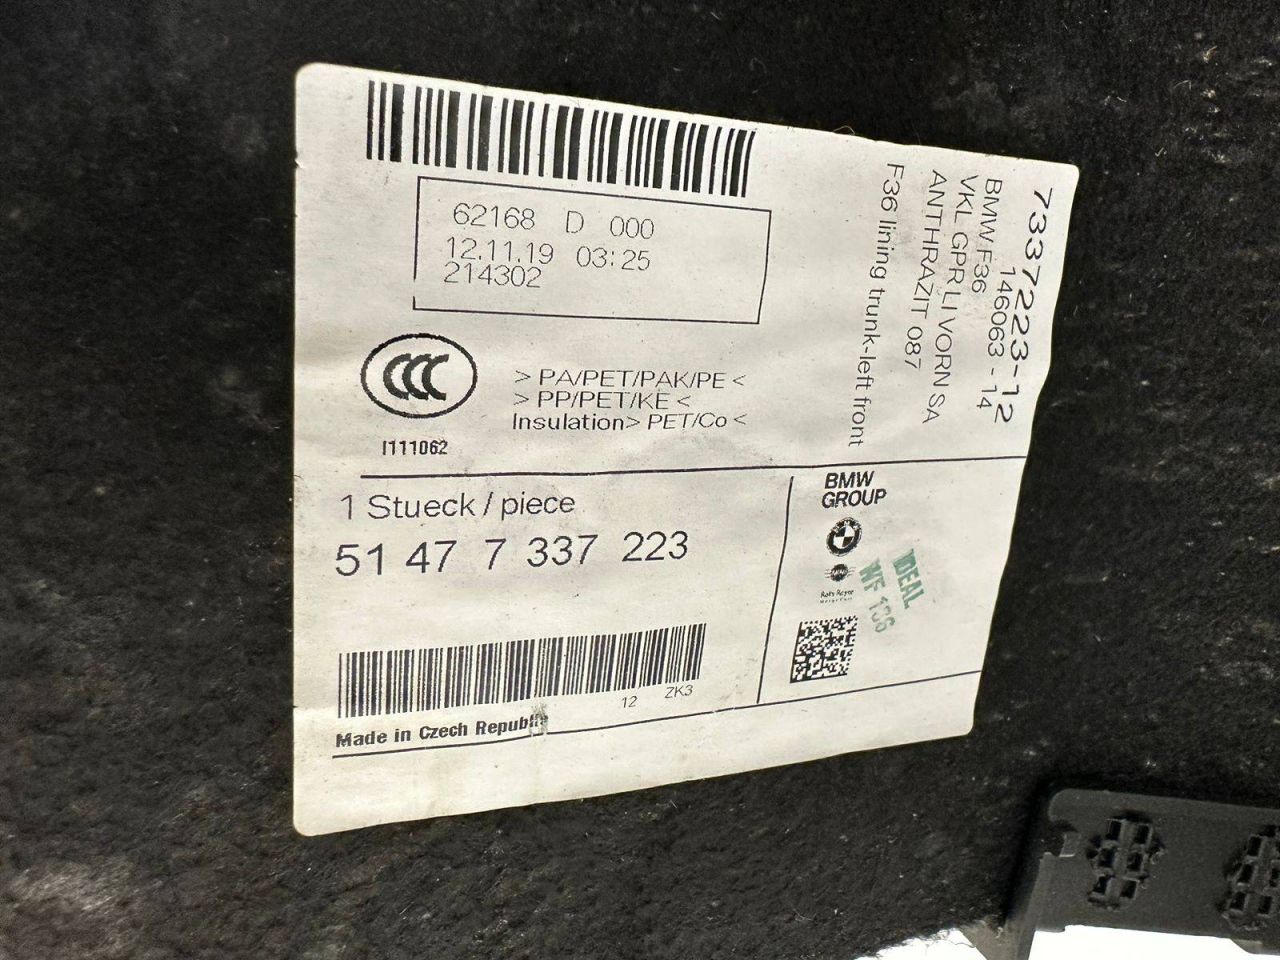 62168 D 000
12.11.19 03:25
214302
I111062
> PA/PET/PAK/PE <
> PP/PET/KE <
Insulation> PET/Co <
7337223-12
146063-14
BMW F36
VKL GPR LI VORN SA
ANTHRAZIT 087
F36 lining trunk-left front
1 Stueck / piece
51 47 7 337 223
12 ZK3
Made in Czech Republic
BMW
GROUP
IDEAL
WF 136